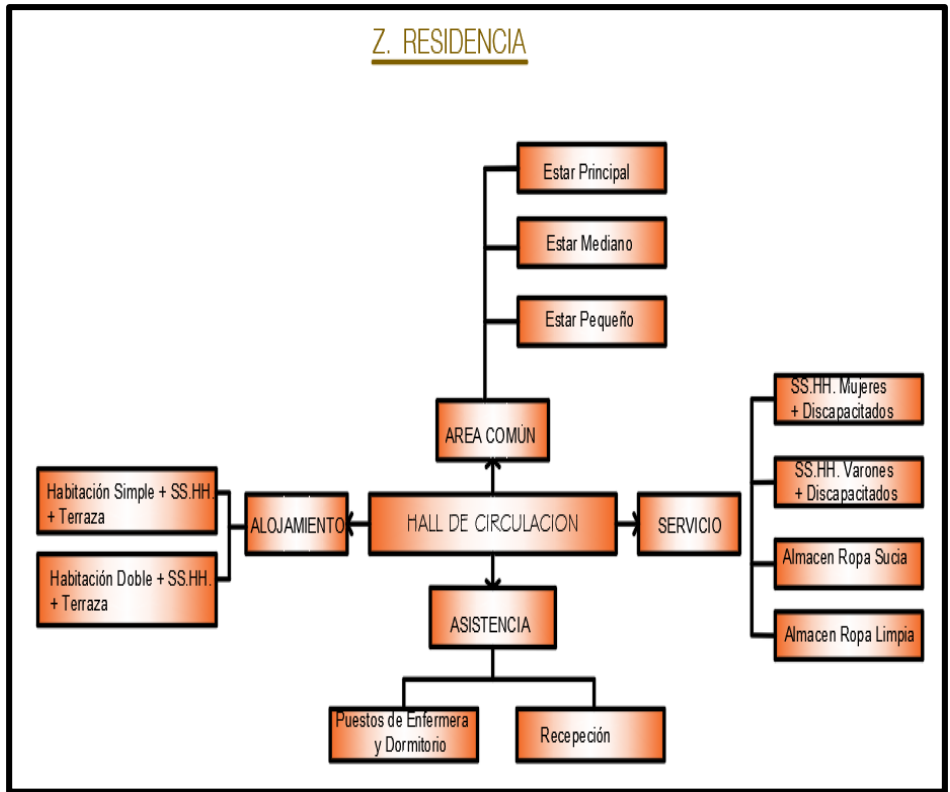 Z. RESIDENCIA
Estar Principal
Estar Mediano
Estar Pequeño
AREA COMÚN
SS.HH. Mujeres
+ Discapacitados
SS.HH. Varones
+ Discapacitados
Almacen Ropa Sucia
Almacen Ropa Limpia
Habitación Simple + SS.HH.
+ Terraza
Habitación Doble + SS.HH.
+ Terraza
ALOJAMIENTO
HALL DE CIRCULACION
SERVICIO
ASISTENCIA
Puestos de Enfermera
y Dormitorio
Recepeción